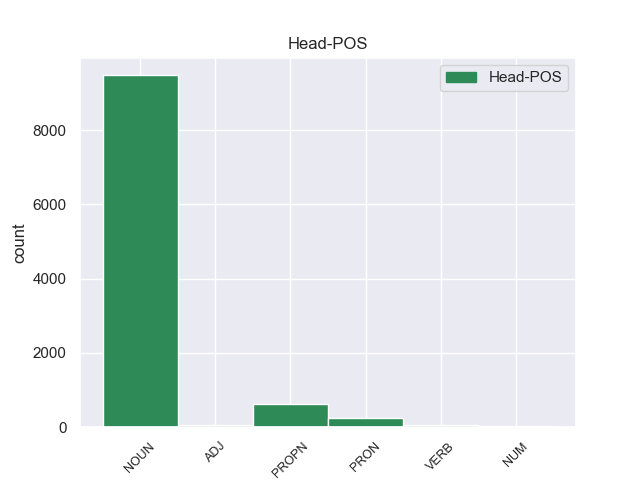 Head-POS
Head-POS
count
8000
6000
4000
2000
0
NOUN
ADJ
PROPN
PRON
VERB
NUM